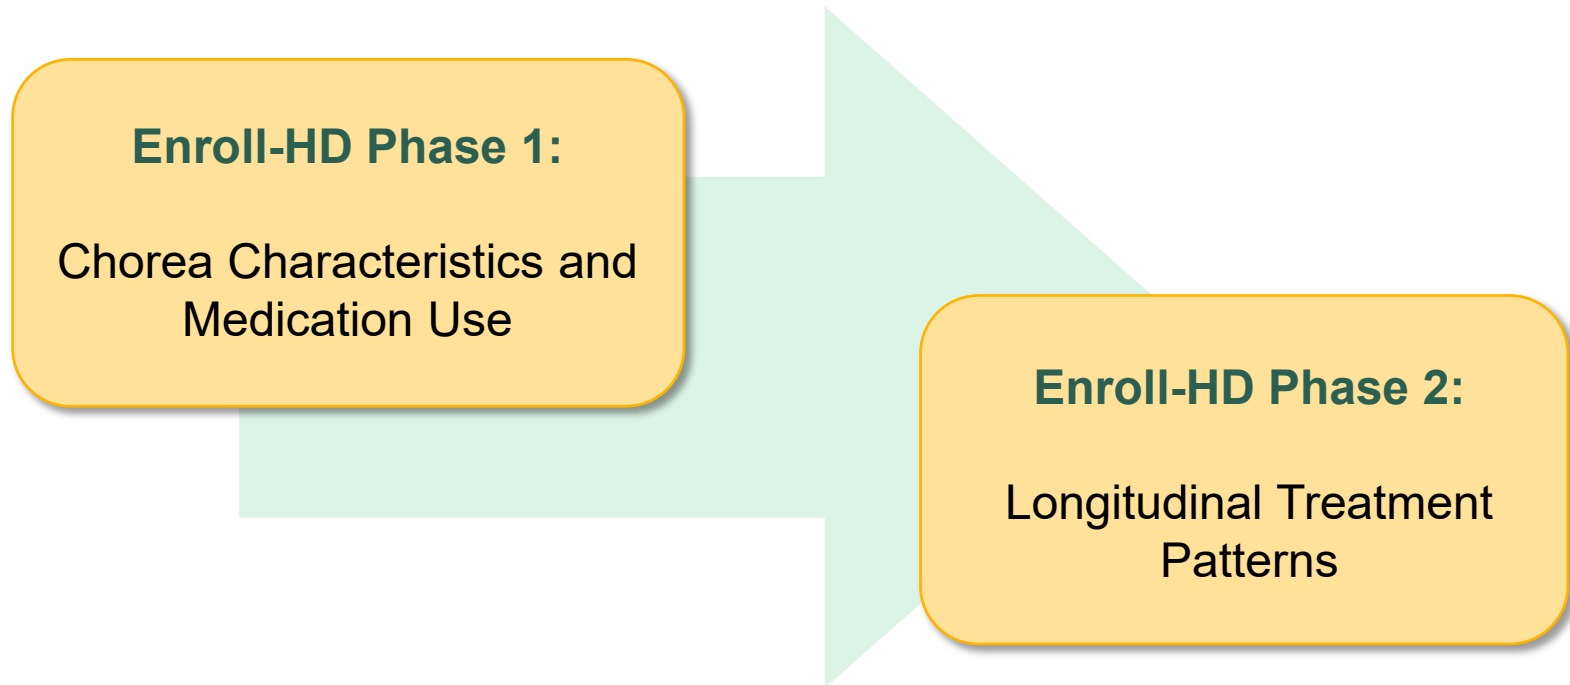 Enroll-HD Phase 1:
Chorea Characteristics and
Medication Use
Enroll-HD Phase 2:
Longitudinal Treatment
Patterns